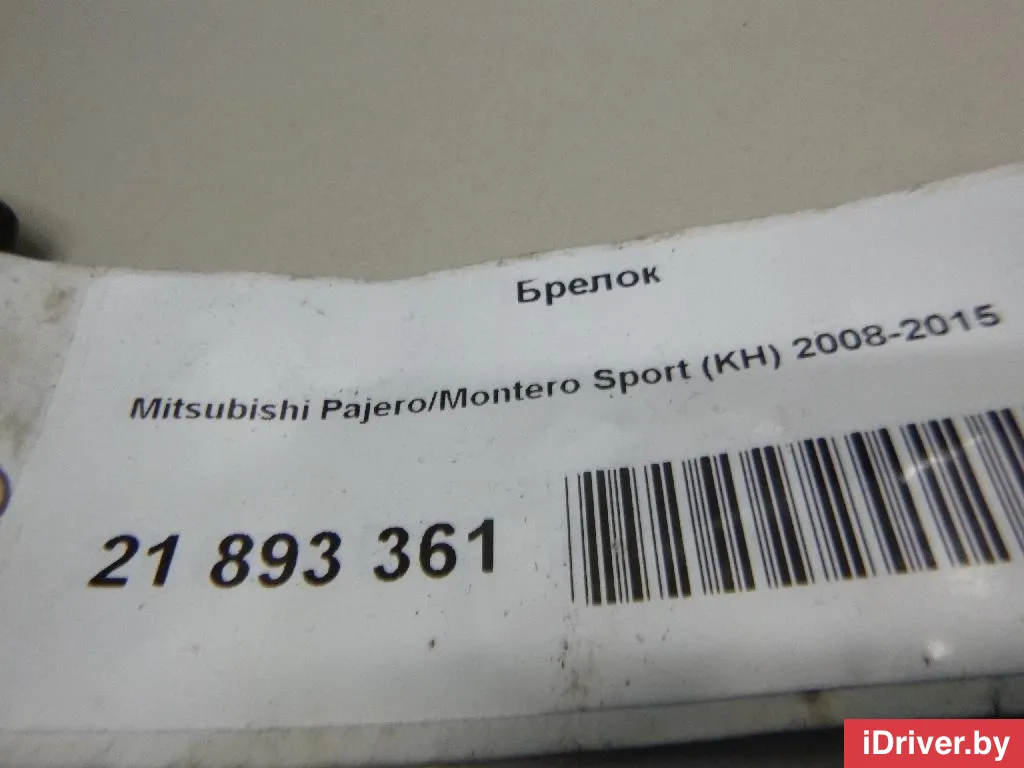 Брелок
Mitsubishi Pajero/Montero Sport (KH) 2008-2015
21 893 361
iDriver.by